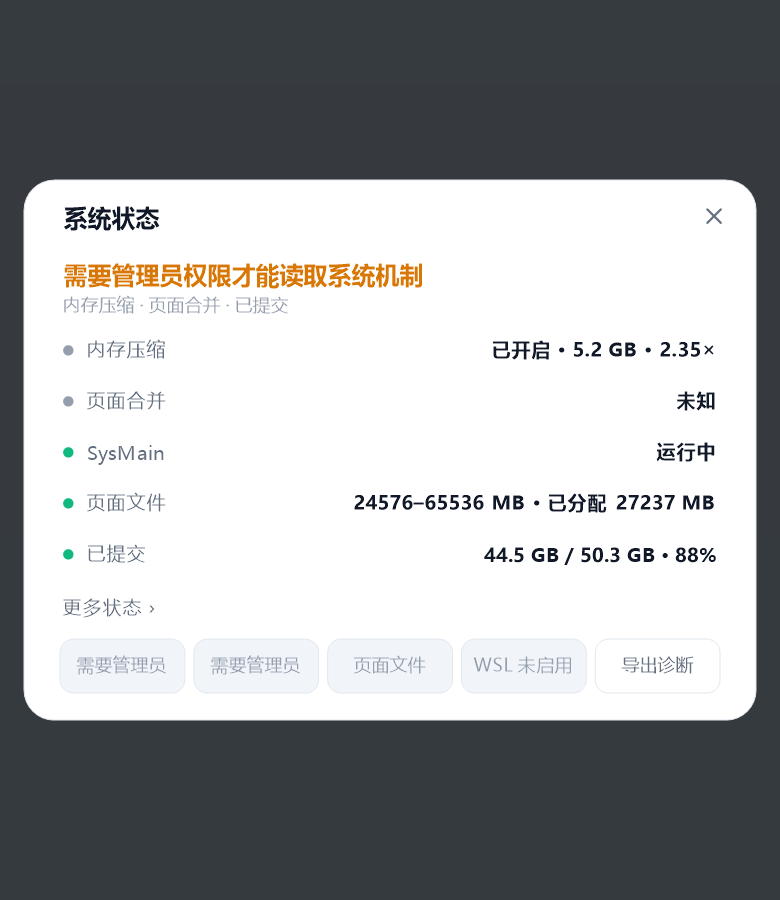 系统状态
需要管理员权限才能读取系统机制
内存压缩 · 页面合并 · 已提交
内存压缩 已开启 • 5.2 GB • 2.35×
页面合并 未知
SysMain 运行中
页面文件 24576–65536 MB • 已分配 27237 MB
已提交 44.5 GB / 50.3 GB • 88%
更多状态 ›
需要管理员 需要管理员 页面文件 WSL 未启用 导出诊断